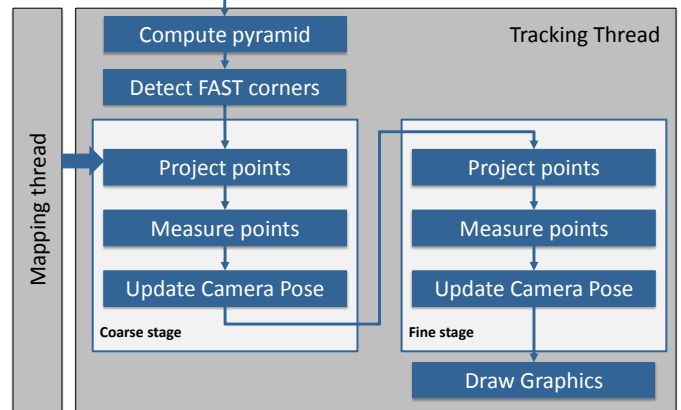 Mapping thread
Tracking Thread
Compute pyramid
Detect FAST corners
Project points
Measure points
Update Camera Pose
Coarse stage
Project points
Measure points
Update Camera Pose
Fine stage
Draw Graphics